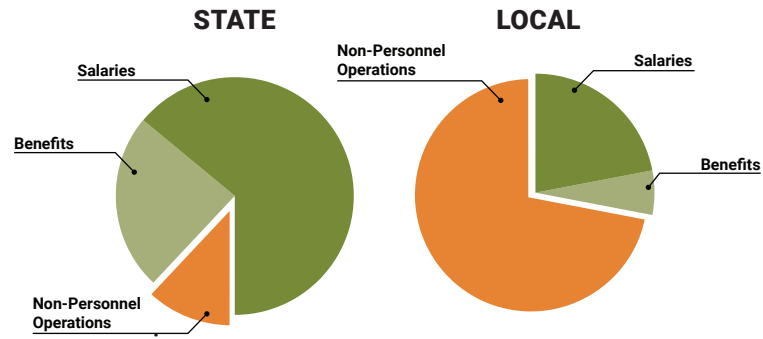 STATE
Salaries
Benefits
Non-Personnel
Operations
LOCAL
Non-Personnel
Operations
Salaries
Benefits